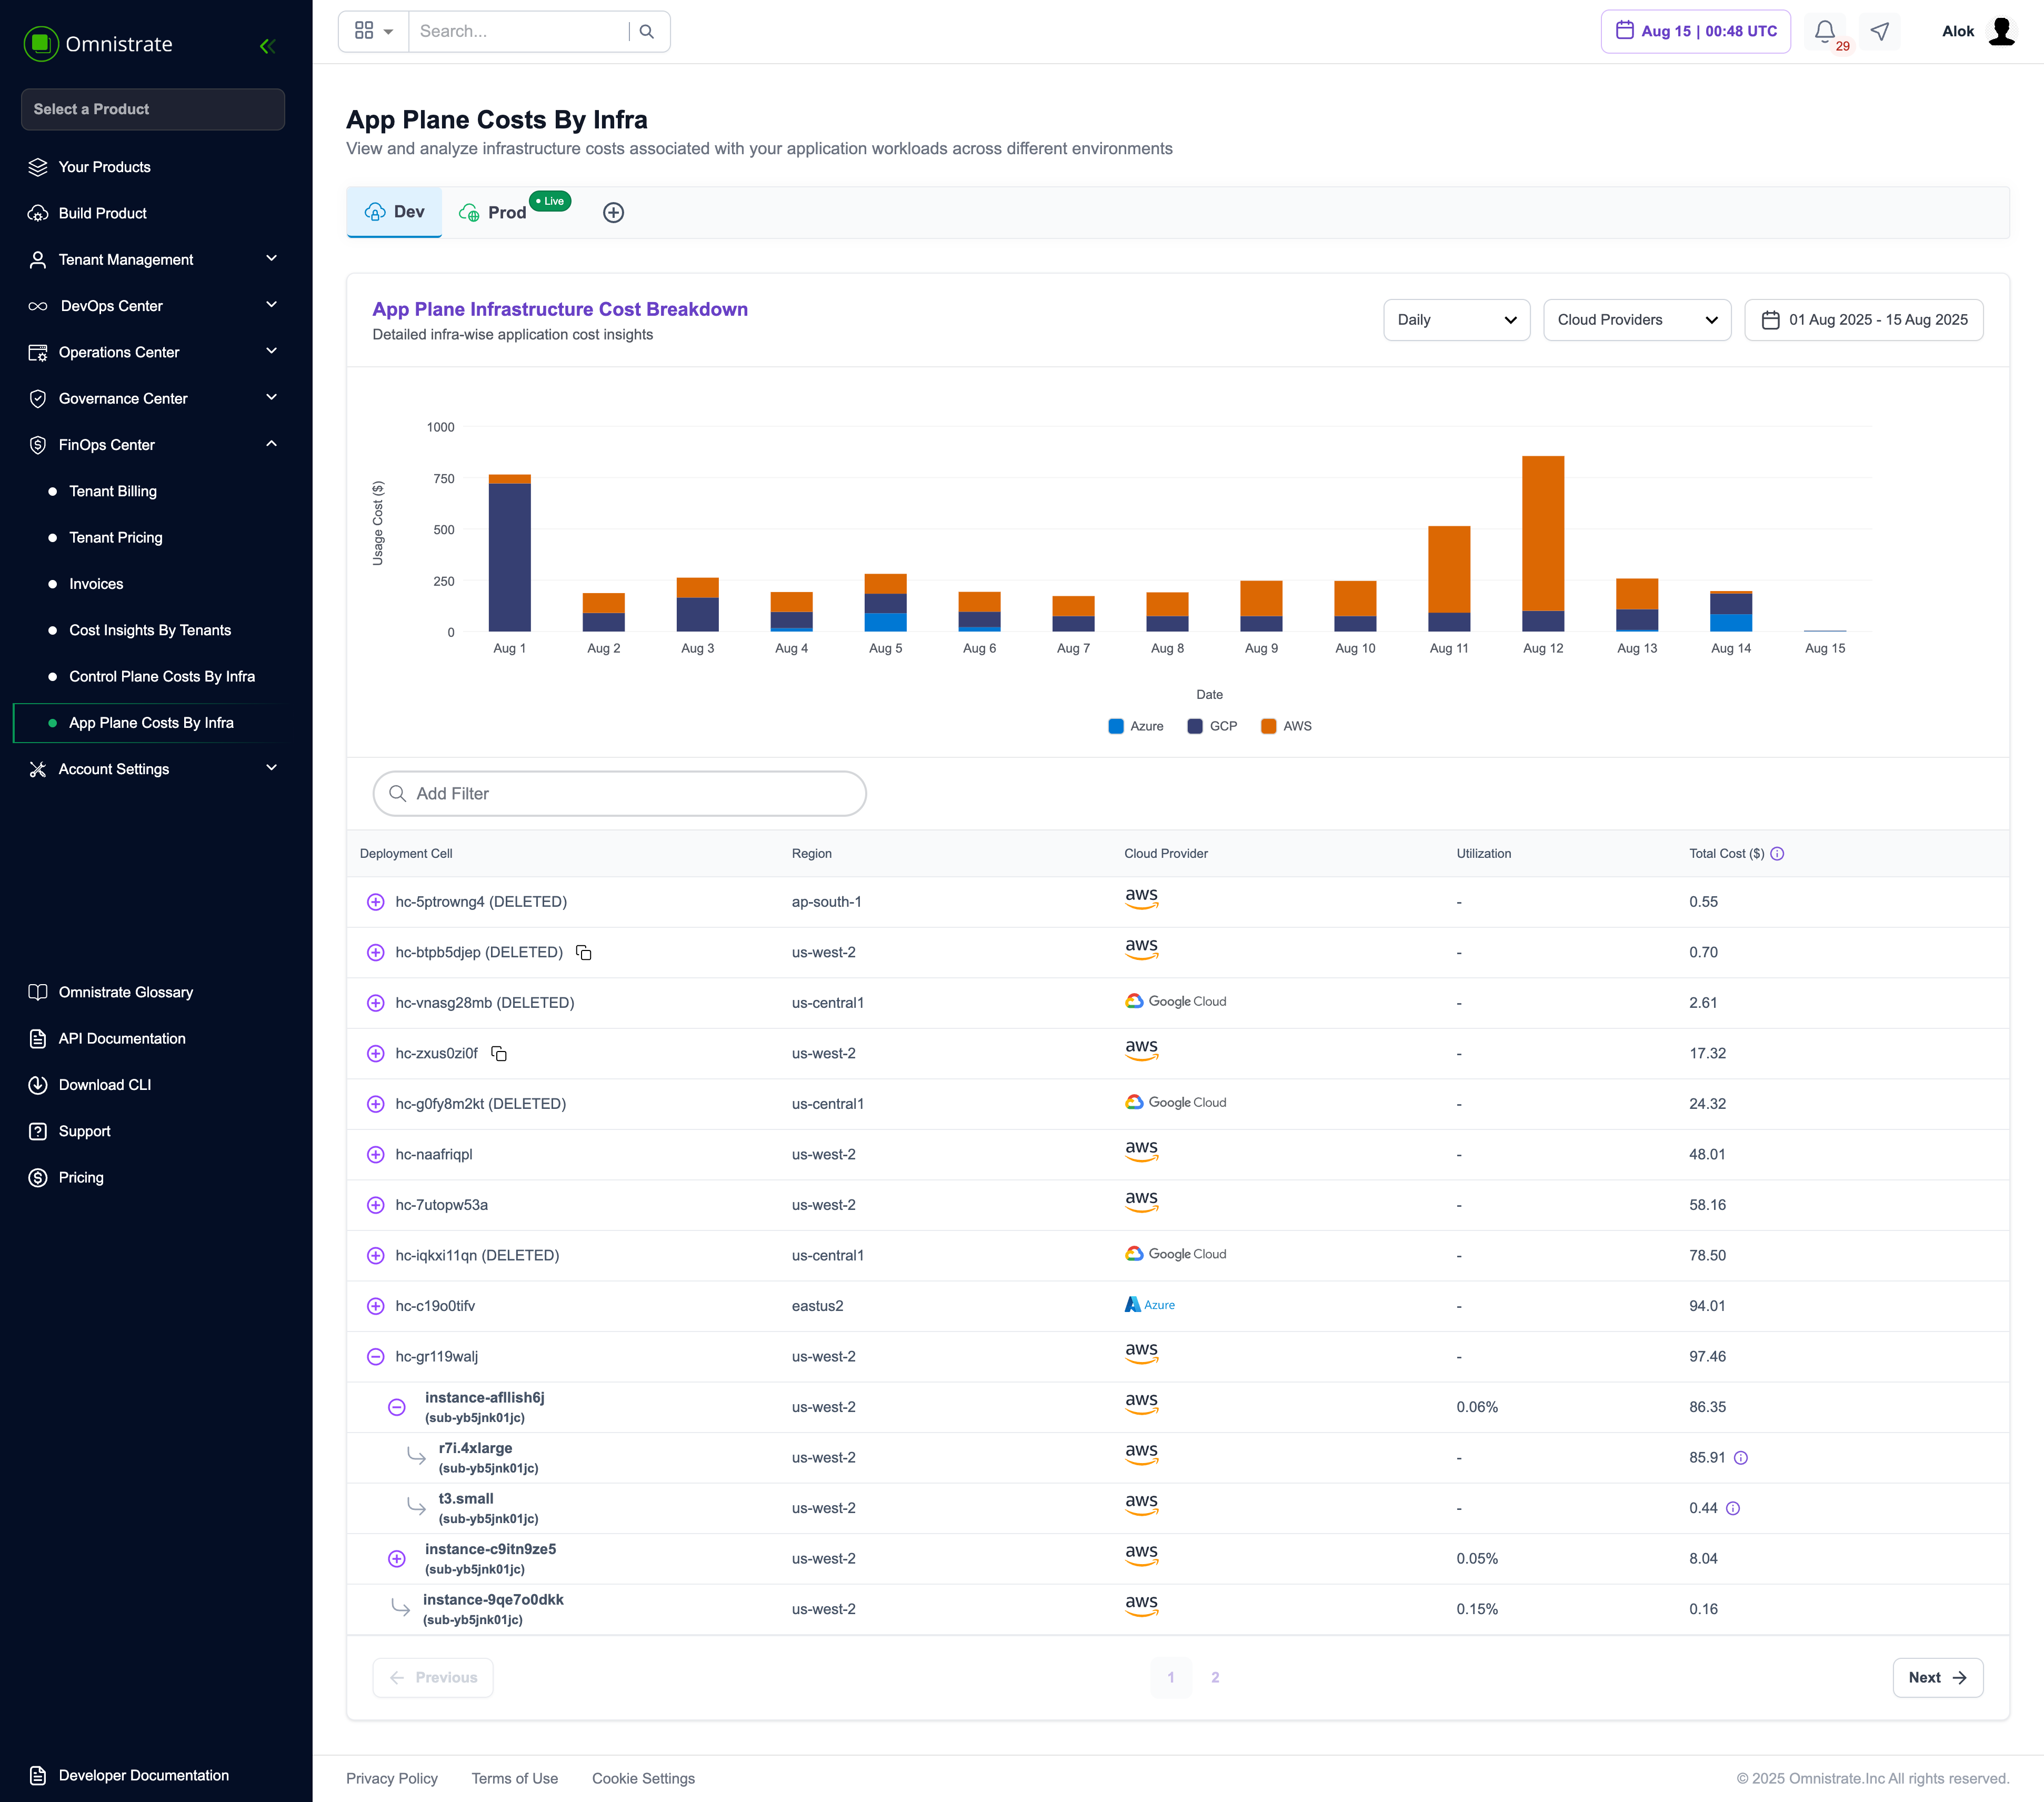 Omnistrate
Select a Product
Your Products
Build Product
Tenant Management
DevOps Center
Operations Center
Governance Center
FinOps Center
Tenant Billing
Tenant Pricing
Invoices
Cost Insights By Tenants
Control Plane Costs By Infra
App Plane Costs By Infra
Account Settings
Omnistrate Glossary
API Documentation
Download CLI
Support
Pricing
Developer Documentation
Search...
Aug 15 | 00:48 UTC
29
Alok
App Plane Costs By Infra
View and analyze infrastructure costs associated with your application workloads across different environments
Dev
Prod
Live
App Plane Infrastructure Cost Breakdown
Detailed infra-wise application cost insights
Daily
Cloud Providers
01 Aug 2025 - 15 Aug 2025
Usage Cost ($)
1000
750
500
250
0
Aug 1 Aug 2 Aug 3 Aug 4 Aug 5 Aug 6 Aug 7 Aug 8 Aug 9 Aug 10 Aug 11 Aug 12 Aug 13 Aug 14 Aug 15
Date
Azure GCP AWS
Add Filter
Deployment Cell Region Cloud Provider Utilization Total Cost ($)
hc-5ptrowng4 (DELETED) ap-south-1 aws - 0.55
hc-btpb5djep (DELETED) us-west-2 aws - 0.70
hc-vnasg28mb (DELETED) us-central1 Google Cloud - 2.61
hc-zxus0zi0f us-west-2 aws - 17.32
hc-g0fy8m2kt (DELETED) us-central1 Google Cloud - 24.32
hc-naafriqpl us-west-2 aws - 48.01
hc-7utopw53a us-west-2 aws - 58.16
hc-iqkxi11qn (DELETED) us-central1 Google Cloud - 78.50
hc-c19o0tifv eastus2 Azure - 94.01
hc-gr119walj us-west-2 aws - 97.46
instance-afllish6j
(sub-yb5jnk01jc)
us-west-2 aws 0.06% 86.35
r7i.4xlarge
(sub-yb5jnk01jc)
us-west-2 aws - 85.91
t3.small
(sub-yb5jnk01jc)
us-west-2 aws - 0.44
instance-c9itn9ze5
(sub-yb5jnk01jc)
us-west-2 aws 0.05% 8.04
instance-9qe7o0dkk
(sub-yb5jnk01jc)
us-west-2 aws 0.15% 0.16
Previous
1 2
Next
Privacy Policy Terms of Use Cookie Settings
© 2025 Omnistrate.Inc All rights reserved.